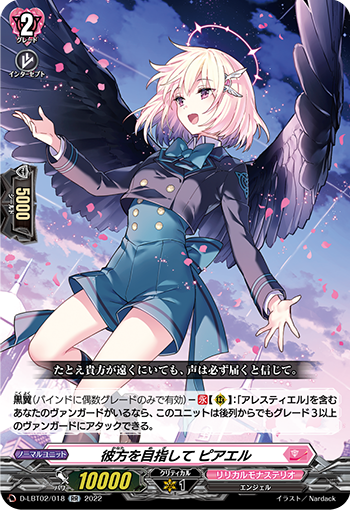 2
グレード
インターセプト
5000
シールド
たとえ貴方が遠くにいても、声は必ず届くと信じて。
こくよく
黒翼(バインドに偶数グレードのみで有効)-永【R】:「アレスティエル」を含む
あなたのヴァンガードがいるなら、このユニットは後列からでもグレード3以上
のヴァンガードにアタックできる。
ノーマルユニット
彼方を目指して ピアエル
リリカルモナステリオ
パワー 10000
クリティカル
1
エンジェル
D-LBT02/018 RR 2022
イラスト/ Nardack